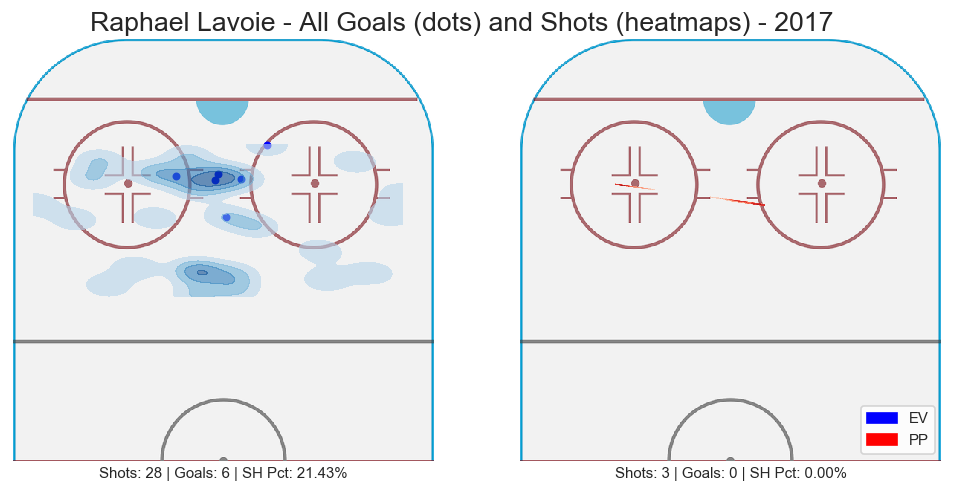 Raphael Lavoie - All Goals (dots) and Shots (heatmaps) - 2017
EV
PP
Shots: 28 | Goals: 6 | SH Pct: 21.43%
Shots: 3 | Goals: 0 | SH Pct: 0.00%